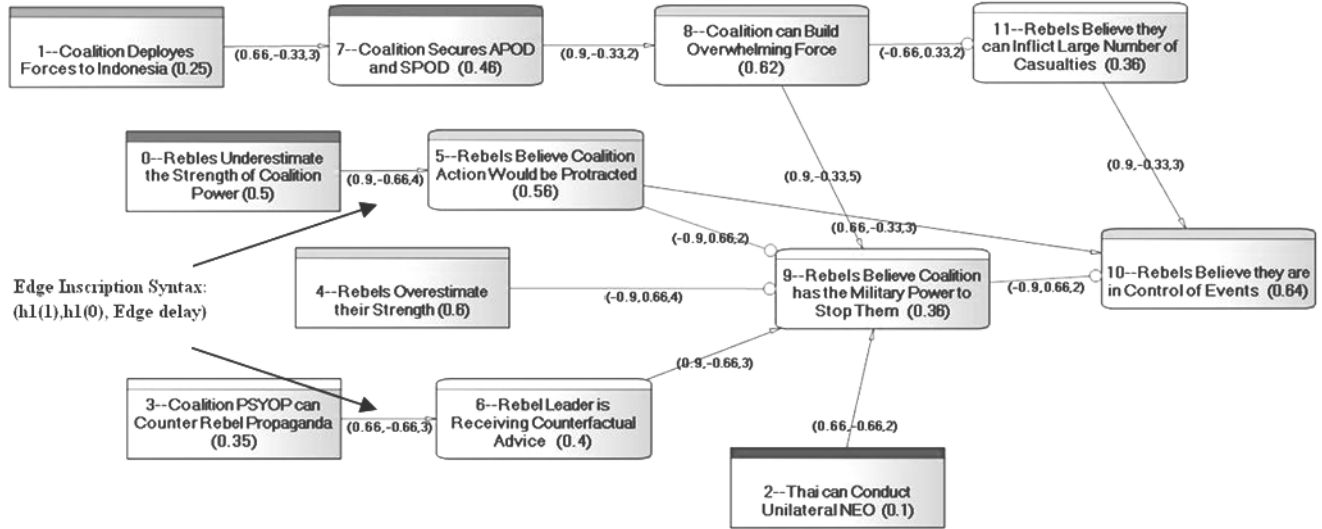 1--Coalition Deployes
Forces to Indonesia (0.25)
(0.66,-0.33,3)
7--Coalition Secures APOD
and SPOD (0.46)
(0.9,-0.33,2)
8--Coalition can Build
Overwhelming Force
(0.62)
(-0.66,0.33,2)
11--Rebels Believe they
can Inflict Large Number of
Casualties (0.36)
0--Rebles Underestimate
the Strength of Coalition
Power (0.5)
(0.9,-0.66,4)
5--Rebels Believe Coalition
Action Would be Protracted
(0.56)
(0.9,-0.33,5)
(0.9,-0.33,3)
(0.66,-0.33,3)
(-0.9,0.66,2)
Edge Inscription Syntax:
(h1(1),h1(0), Edge delay)
4--Rebels Overestimate
their Strength (0.6)
(-0.9,0.66,4)
9--Rebels Believe Coalition
has the Military Power to
Stop Them (0.36)
(-0.9,0.66,2)
10--Rebels Believe they are
in Control of Events (0.64)
3--Coalition PSYOP can
Counter Rebel Propaganda
(0.35)
(0.66,-0.66,3)
6--Rebel Leader is
Receiving Counterfactual
Advice (0.4)
(0.9,-0.66,3)
(0.66,-0.66,2)
2--Thai can Conduct
Unilateral NEO (0.1)